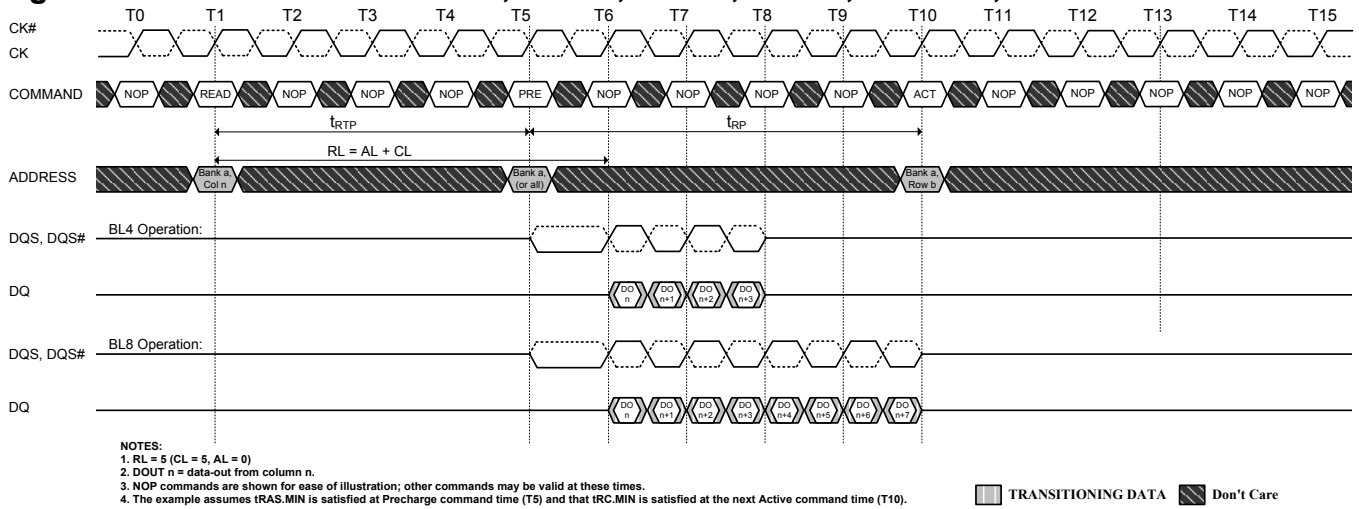 T0 T1 T2 T3 T4 T5 T6 T7 T8 T9 T10 T11 T12 T13 T14 T15
CK#
CK
COMMAND NOP READ NOP NOP NOP PRE NOP NOP NOP NOP ACT NOP NOP NOP NOP NOP
tRTP tRP
RL = AL + CL
ADDRESS
Bank a, Col n
Bank a, (or all)
Bank a, Row b
BL4 Operation:
DQS, DQS#
DQ DO n DO n+1 DO n+2 DO n+3
BL8 Operation:
DQS, DQS#
DQ DO n DO n+1 DO n+2 DO n+3 DO n+4 DO n+5 DO n+6 DO n+7
NOTES:
1. RL = 5 (CL = 5, AL = 0)
2. DOUT n = data-out from column n.
3. NOP commands are shown for ease of illustration; other commands may be valid at these times.
4. The example assumes tRAS.MIN is satisfied at Precharge command time (T5) and that tRC.MIN is satisfied at the next Active command time (T10).
TRANSITIONING DATA Don't Care